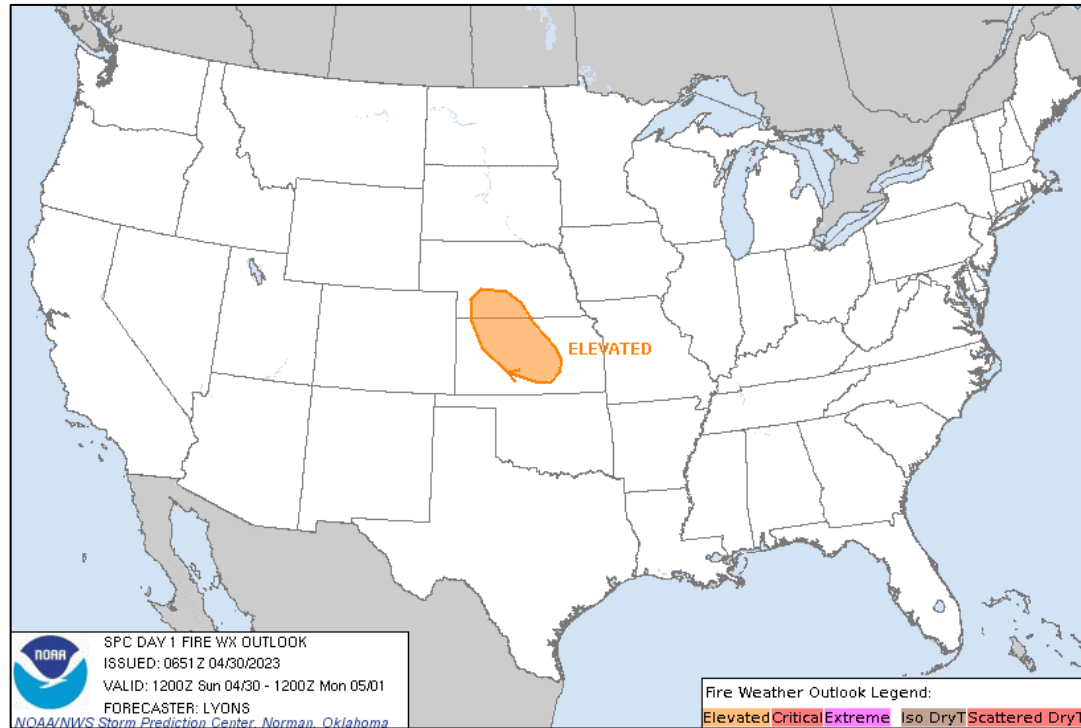 ELEVATED
NOAA
SPC DAY 1 FIRE WX OUTLOOK
ISSUED: 0651Z 04/30/2023
VALID: 1200Z Sun 04/30 - 1200Z Mon 05/01
FORECASTER: LYONS
NOAA/NWS Storm Prediction Center, Norman, Oklahoma
Fire Weather Outlook Legend:
Elevated Critical Extreme Iso DryT Scattered DryT